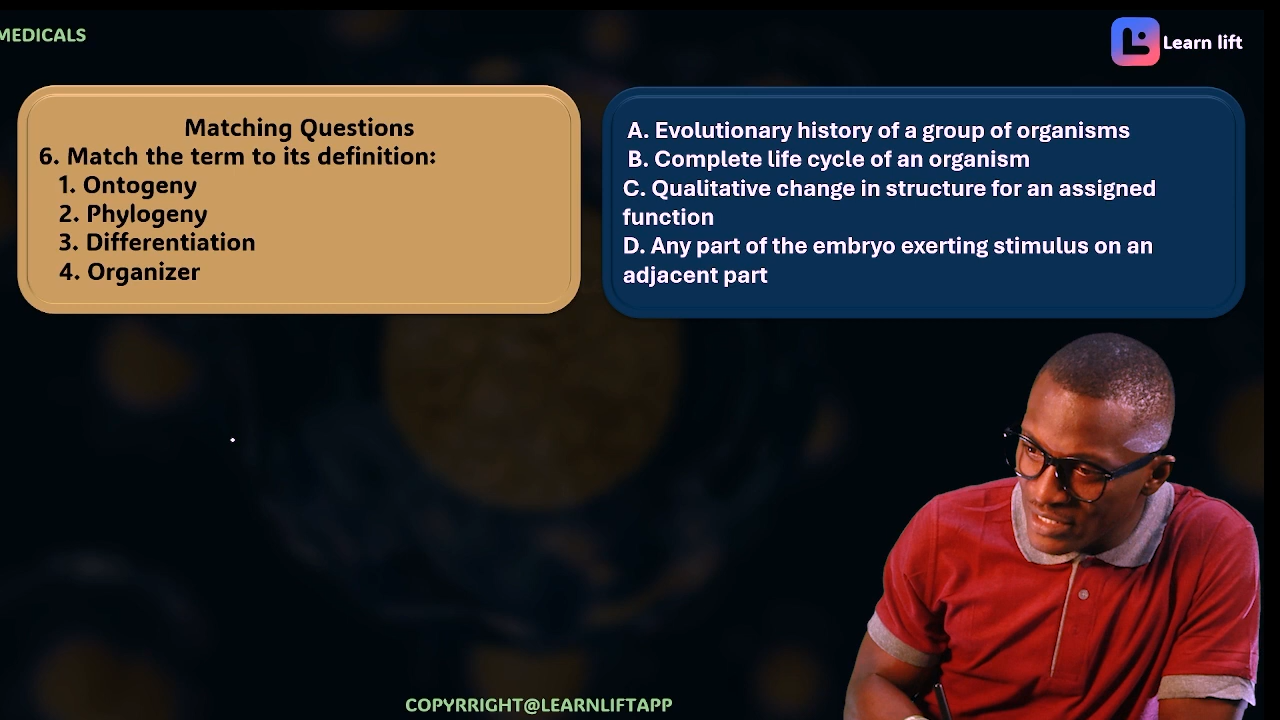 MEDICALS
Learn lift
Matching Questions
6. Match the term to its definition:
1. Ontogeny
2. Phylogeny
3. Differentiation
4. Organizer
A. Evolutionary history of a group of organisms
B. Complete life cycle of an organism
C. Qualitative change in structure for an assigned
function
D. Any part of the embryo exerting stimulus on an
adjacent part
COPYRRIGHT@LEARNLIFTAPP